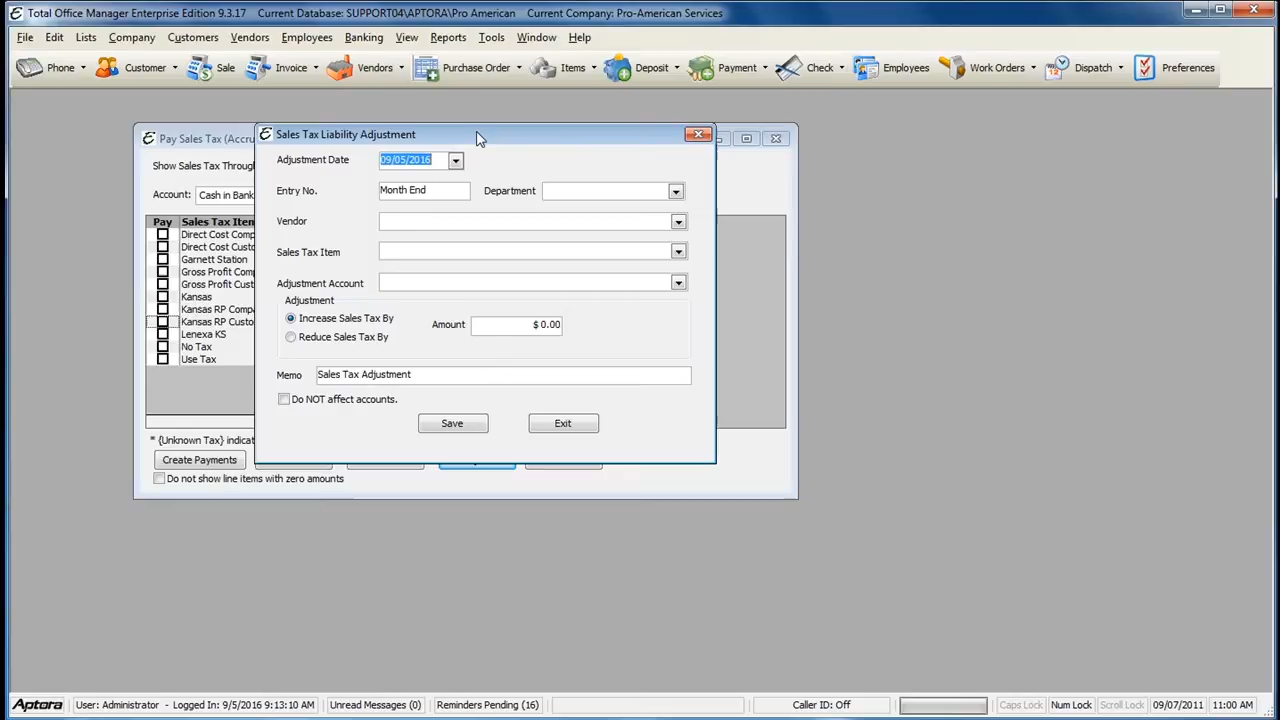 Total Office Manager Enterprise Edition 9.3.17 Current Database: SUPPORT04\APTORA\Pro American Current Company: Pro-American Services
File Edit Lists Company Customers Vendors Employees Banking View Reports Tools Window Help
Phone Customer Sale Invoice Vendors Purchase Order Items Deposit Payment Check Employees Work Orders Dispatch Preferences
Pay Sales Tax (Accru
Sales Tax Liability Adjustment
Show Sales Tax Through
Adjustment Date 09/05/2016
Account: Cash in Bank
Entry No. Month End Department
Pay Sales Tax Item
Vendor
Direct Cost Comp
Direct Cost Custo
Sales Tax Item
Garnett Station
Gross Profit Comp
Gross Profit Cust
Adjustment Account
Kansas
Adjustment
Kansas RP Compa
Increase Sales Tax By
Amount $ 0.00
Kansas RP Custo
Reduce Sales Tax By
Lenexa KS
No Tax
Use Tax
Memo Sales Tax Adjustment
Do NOT affect accounts.
Save Exit
* {Unknown Tax} indicat
Create Payments
Do not show line items with zero amounts
Aptora User: Administrator - Logged In: 9/5/2016 9:13:10 AM Unread Messages (0) Reminders Pending (16) Caller ID: Off Caps Lock Num Lock Scroll Lock 09/07/2011 11:00 AM